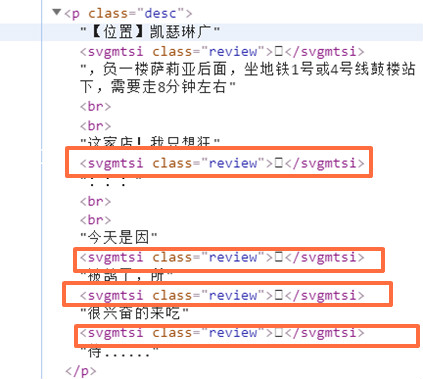 ▼<p class="desc">
"【位置】凯瑟琳广"
<svgmtsi class="review">□</svgmtsi>
"，负一楼萨莉亚后面，坐地铁1号或4号线鼓楼站
下，需要走8分钟左右"
<br>
<br>
"这家店！我只想狂"
<svgmtsi class="review">□</svgmtsi>
<br>
<br>
"今天是因"
<svgmtsi class="review">□</svgmtsi>
"被鸽了，所"
<svgmtsi class="review">□</svgmtsi>
"很兴奋的来吃"
<svgmtsi class="review">□</svgmtsi>
"待......"
</p>